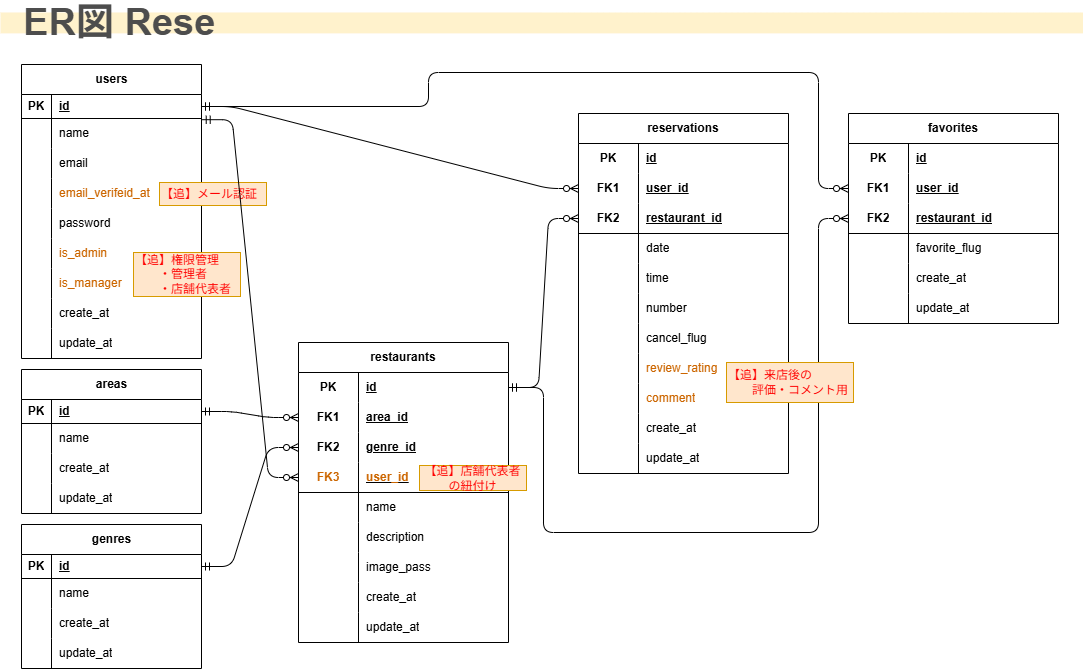 ER図 Rese
users
PK id
name
email
email_verifeid_at
【追】メール認証
password
is_admin
is_manager
【追】権限管理
・管理者
・店舗代表者
create_at
update_at
areas
PK id
name
create_at
update_at
genres
PK id
name
create_at
update_at
restaurants
PK id
FK1 area_id
FK2 genre_id
FK3 user_id
【追】店舗代表者
の紐付け
name
description
image_pass
create_at
update_at
reservations
PK id
FK1 user_id
FK2 restaurant_id
date
time
number
cancel_flug
review_rating
comment
【追】来店後の
評価・コメント用
create_at
update_at
favorites
PK id
FK1 user_id
FK2 restaurant_id
favorite_flug
create_at
update_at